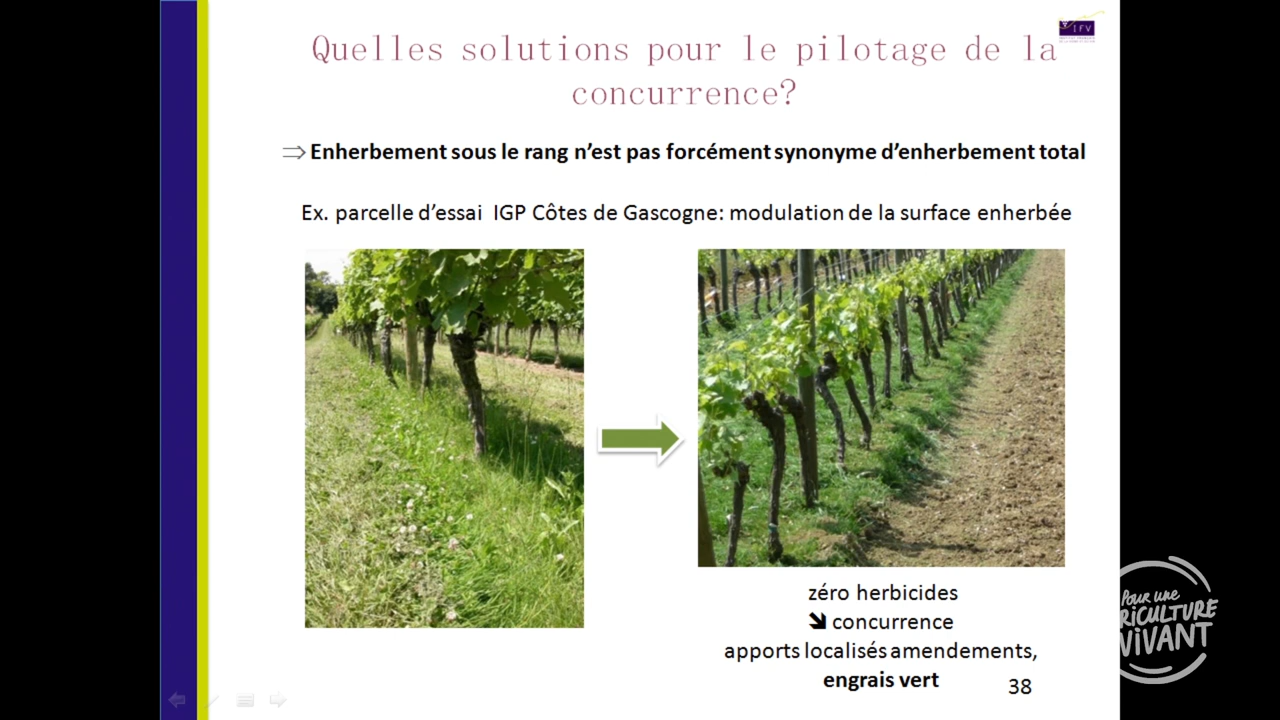 IFV
Quelles solutions pour le pilotage de la
concurrence?
⇒ Enherbement sous le rang n’est pas forcément synonyme d’enherbement total
Ex. parcelle d’essai IGP Côtes de Gascogne: modulation de la surface enherbée
zéro herbicides
🡾 concurrence
apports localisés amendements,
engrais vert
38
Pour une
RICULTURE
VIVANT